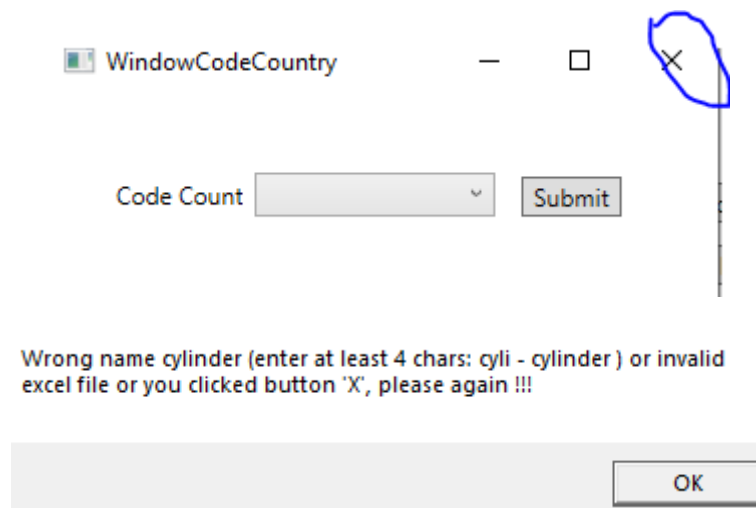 WindowCodeCountry
Code Count
Submit
Wrong name cylinder (enter at least 4 chars: cyli - cylinder ) or invalid
excel file or you clicked button 'X', please again !!!
OK